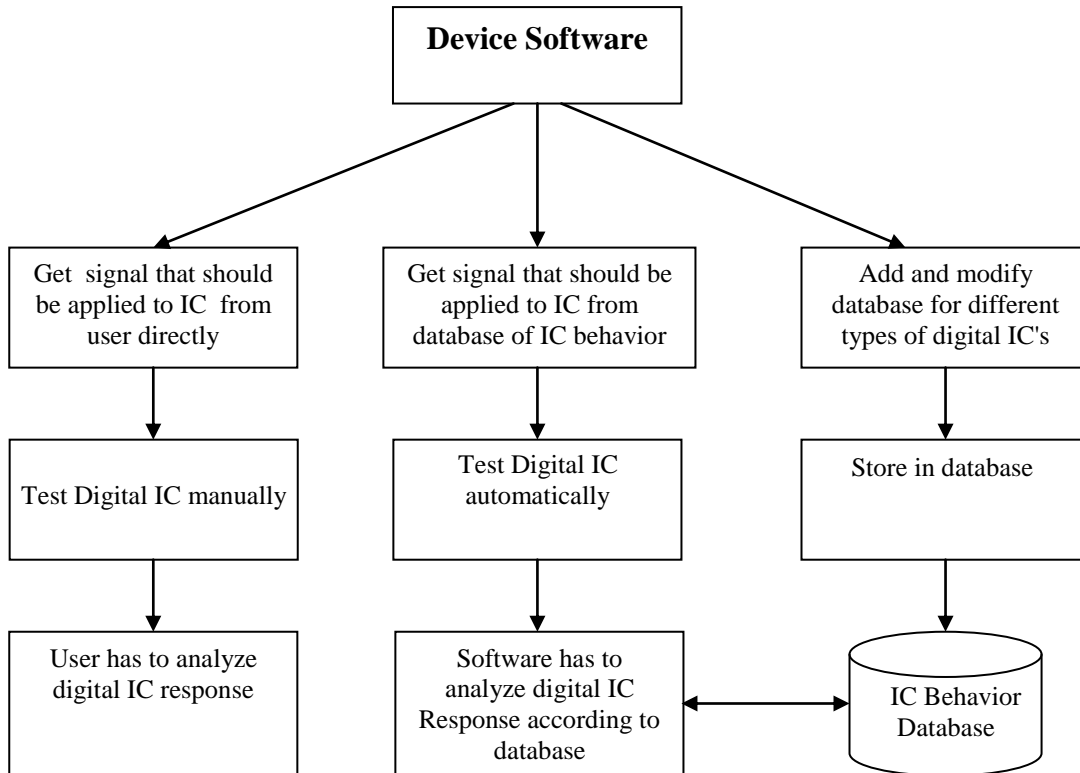 Device Software
Get  signal that should
be applied to IC  from
user directly
Get signal that should be
applied to IC from
database of IC behavior
Add and modify
database for different
types of digital IC's
Test Digital IC manually
Test Digital IC
automatically
Store in database
User has to analyze
digital IC response
Software has to
analyze digital IC
Response according to
database
IC Behavior
Database